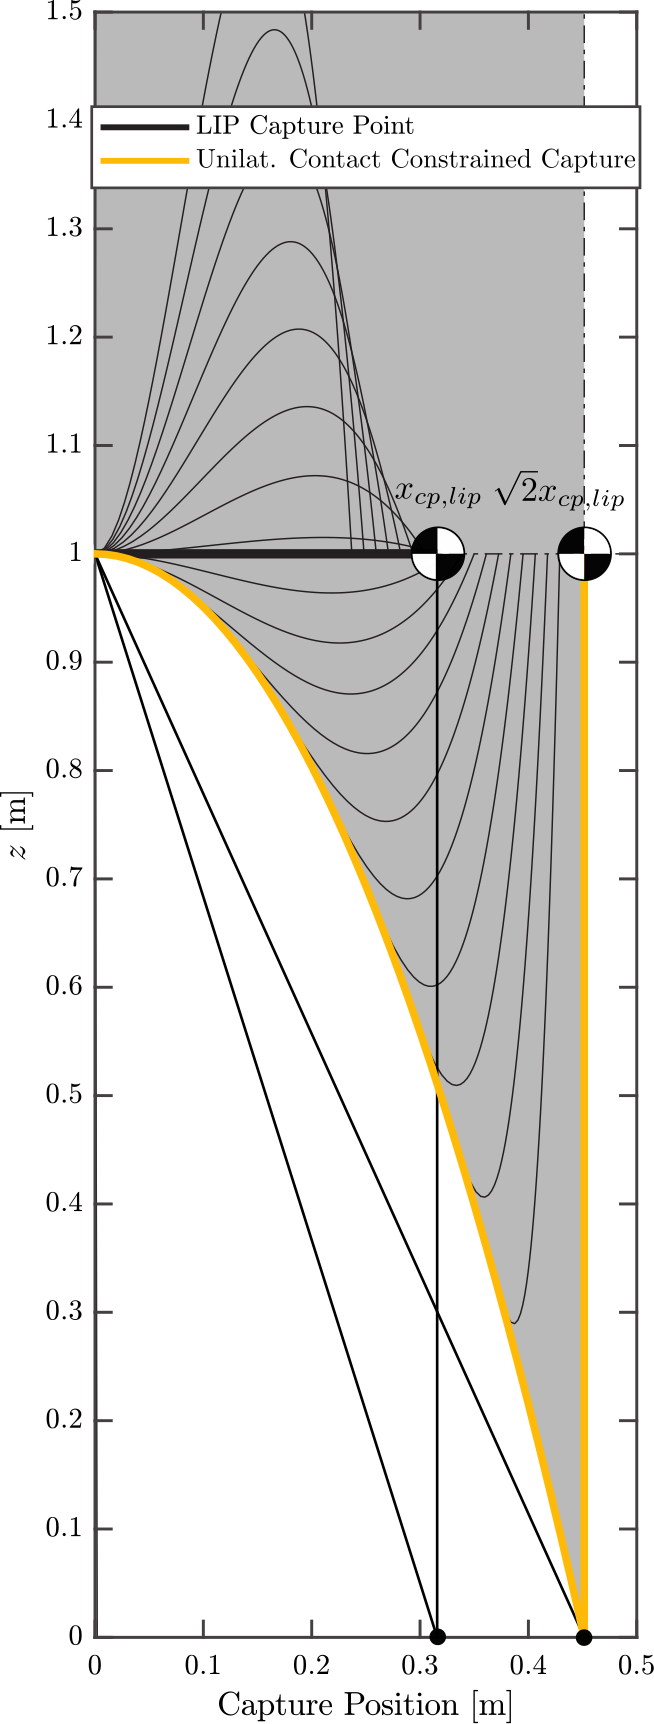 1.5
1.4
LIP Capture Point
Unilat. Contact Constrained Capture
1.3
1.2
1.1
x_{cp,lip} √2x_{cp,lip}
1
0.9
0.8
z [m]
0.7
0.6
0.5
0.4
0.3
0.2
0.1
0
0 0.1 0.2 0.3 0.4 0.5
Capture Position [m]